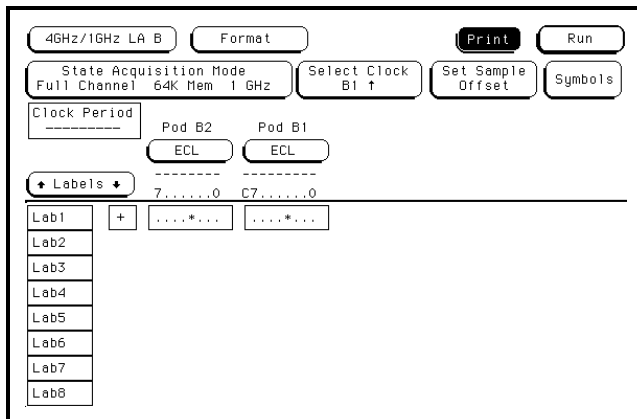 4GHz/1GHz LA B Format Print Run
State Acquisition Mode Select Clock Set Sample Symbols
Full Channel 64K Mem 1 GHz B1 ↑ Offset
Clock Period
---------
Pod B2 Pod B1
ECL ECL
-------- ---------
↑ Labels ↓ 7......0 C7......0
Lab1 + ....*... ....*...
Lab2
Lab3
Lab4
Lab5
Lab6
Lab7
Lab8